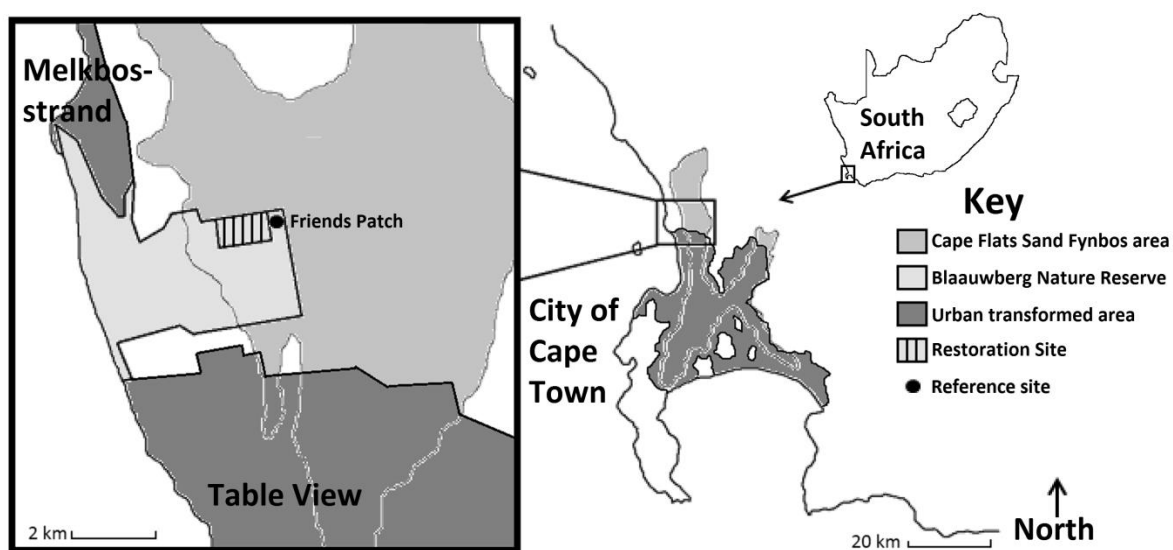 Melkbos-
strand
Friends Patch
Table View
2 km
South
Africa
City of
Cape
Town
Key
Cape Flats Sand Fynbos area
Blaauwberg Nature Reserve
Urban transformed area
Restoration Site
Reference site
North
20 km